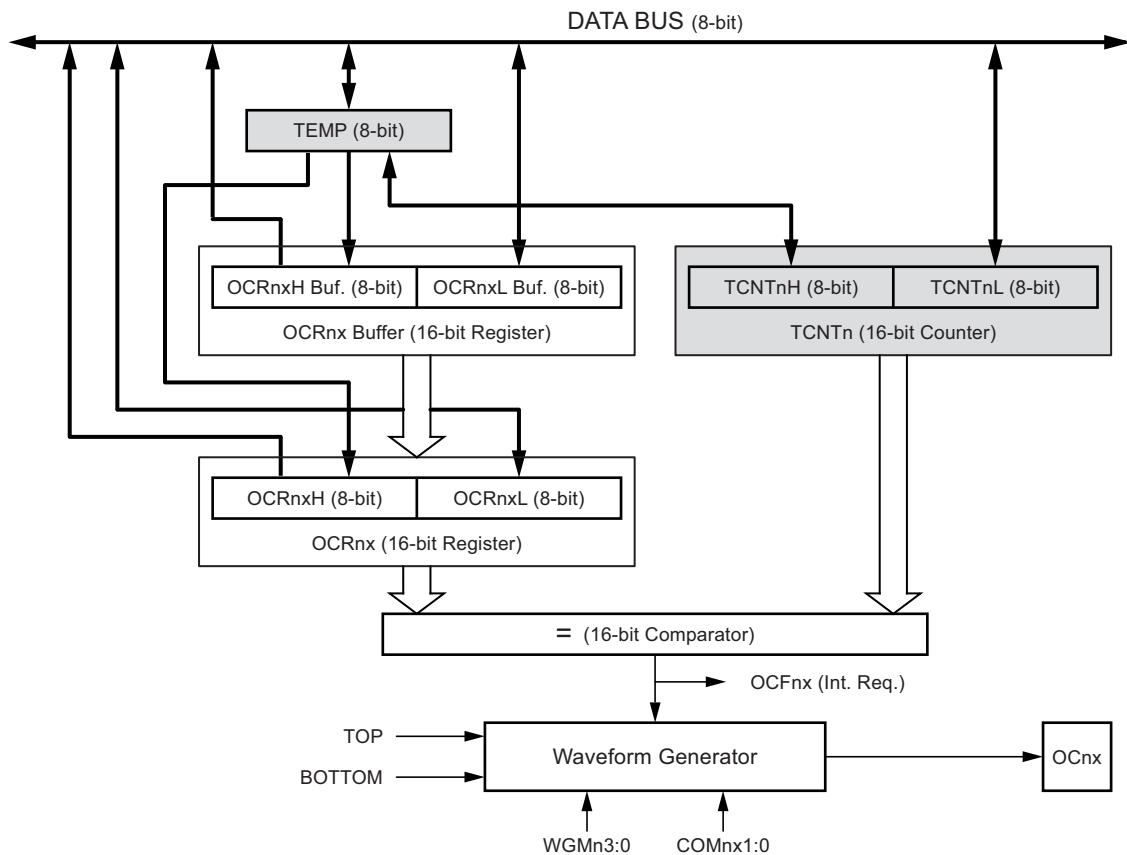 DATA BUS (8-bit)
TEMP (8-bit)
OCRnxH Buf. (8-bit)
OCRnxL Buf. (8-bit)
TCNTnH (8-bit)
TCNTnL (8-bit)
OCRnx Buffer (16-bit Register)
TCNTn (16-bit Counter)
OCRnxH (8-bit)
OCRnxL (8-bit)
OCRnx (16-bit Register)
= (16-bit Comparator)
OCFnx (Int. Req.)
TOP
BOTTOM
Waveform Generator
OCnx
WGMn3:0
COMnx1:0